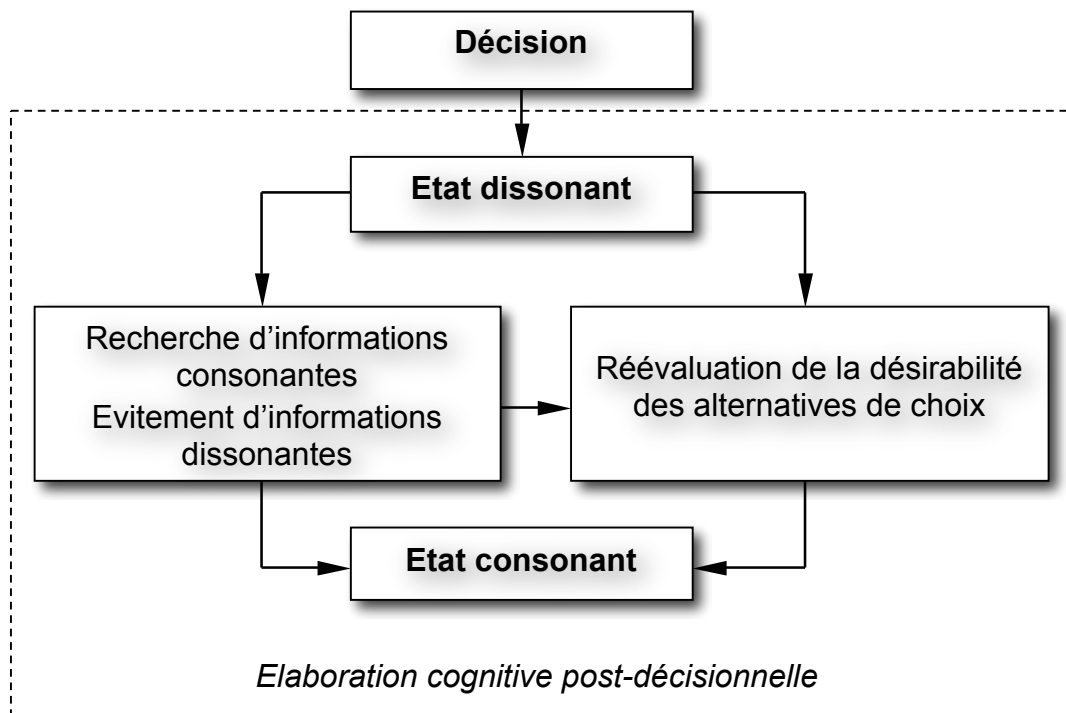 Décision
Etat dissonant
Recherche d’informations
consonantes
Evitement d’informations
dissonantes
Réévaluation de la désirabilité
des alternatives de choix
Etat consonant
Elaboration cognitive post-décisionnelle